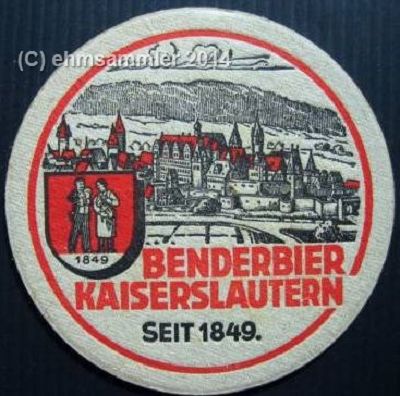 (C) ehmsammler 2014
1849
BENDERBIER
KAISERSLAUTERN
SEIT 1849.